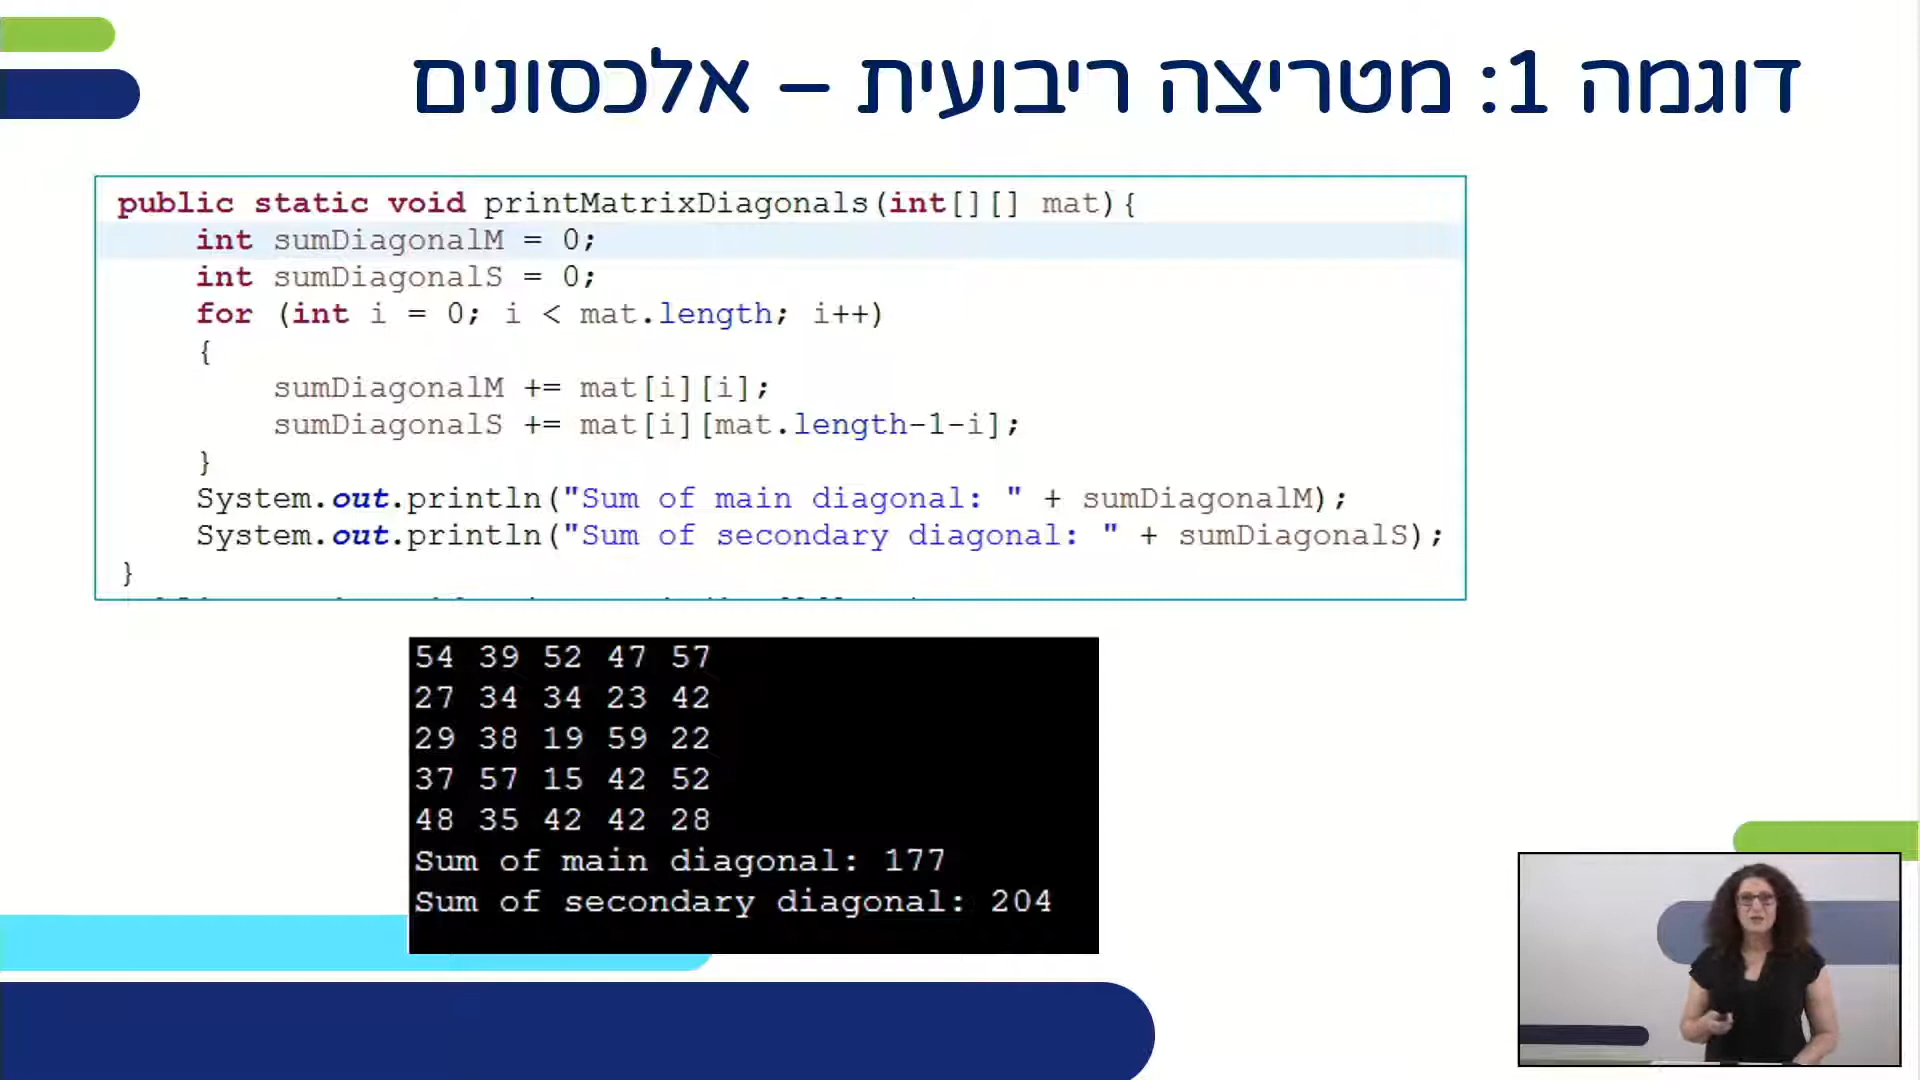 דוגמה 1: מטריצה ריבועית – אלכסונים
public static void printMatrixDiagonals(int[][] mat){
int sumDiagonalM = 0;
int sumDiagonalS = 0;
for (int i = 0; i < mat.length; i++)
{
sumDiagonalM += mat[i][i];
sumDiagonalS += mat[i][mat.length-1-i];
}
System.out.println("Sum of main diagonal: " + sumDiagonalM);
System.out.println("Sum of secondary diagonal: " + sumDiagonalS);
}
54 39 52 47 57
27 34 34 23 42
29 38 19 59 22
37 57 15 42 52
48 35 42 42 28
Sum of main diagonal: 177
Sum of secondary diagonal: 204